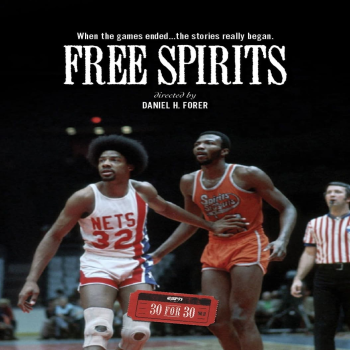 When the games ended...the stories really began.
FREE SPIRITS
directed by
DANIEL H. FORER
NETS
32
Spirits
ESPN
30 FOR 30